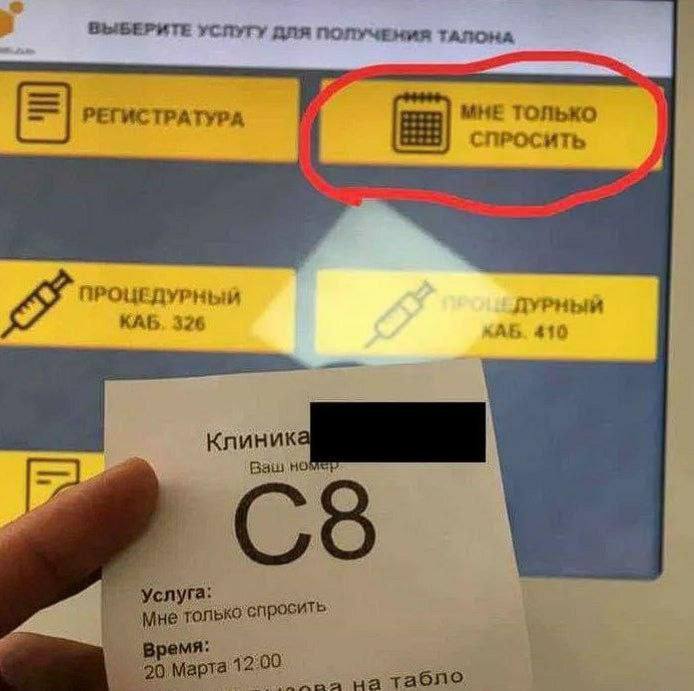 ВЫБЕРИТЕ УСЛУГУ ДЛЯ ПОЛУЧЕНИЯ ТАЛОНА
РЕГИСТРАТУРА
МНЕ ТОЛЬКО
СПРОСИТЬ
ПРОЦЕДУРНЫЙ
КАБ. 326
ПРОЦЕДУРНЫЙ
КАБ. 410
Клиника
Ваш номер
C8
Услуга:
Мне только спросить
Время:
20 Марта 12:00
на табло